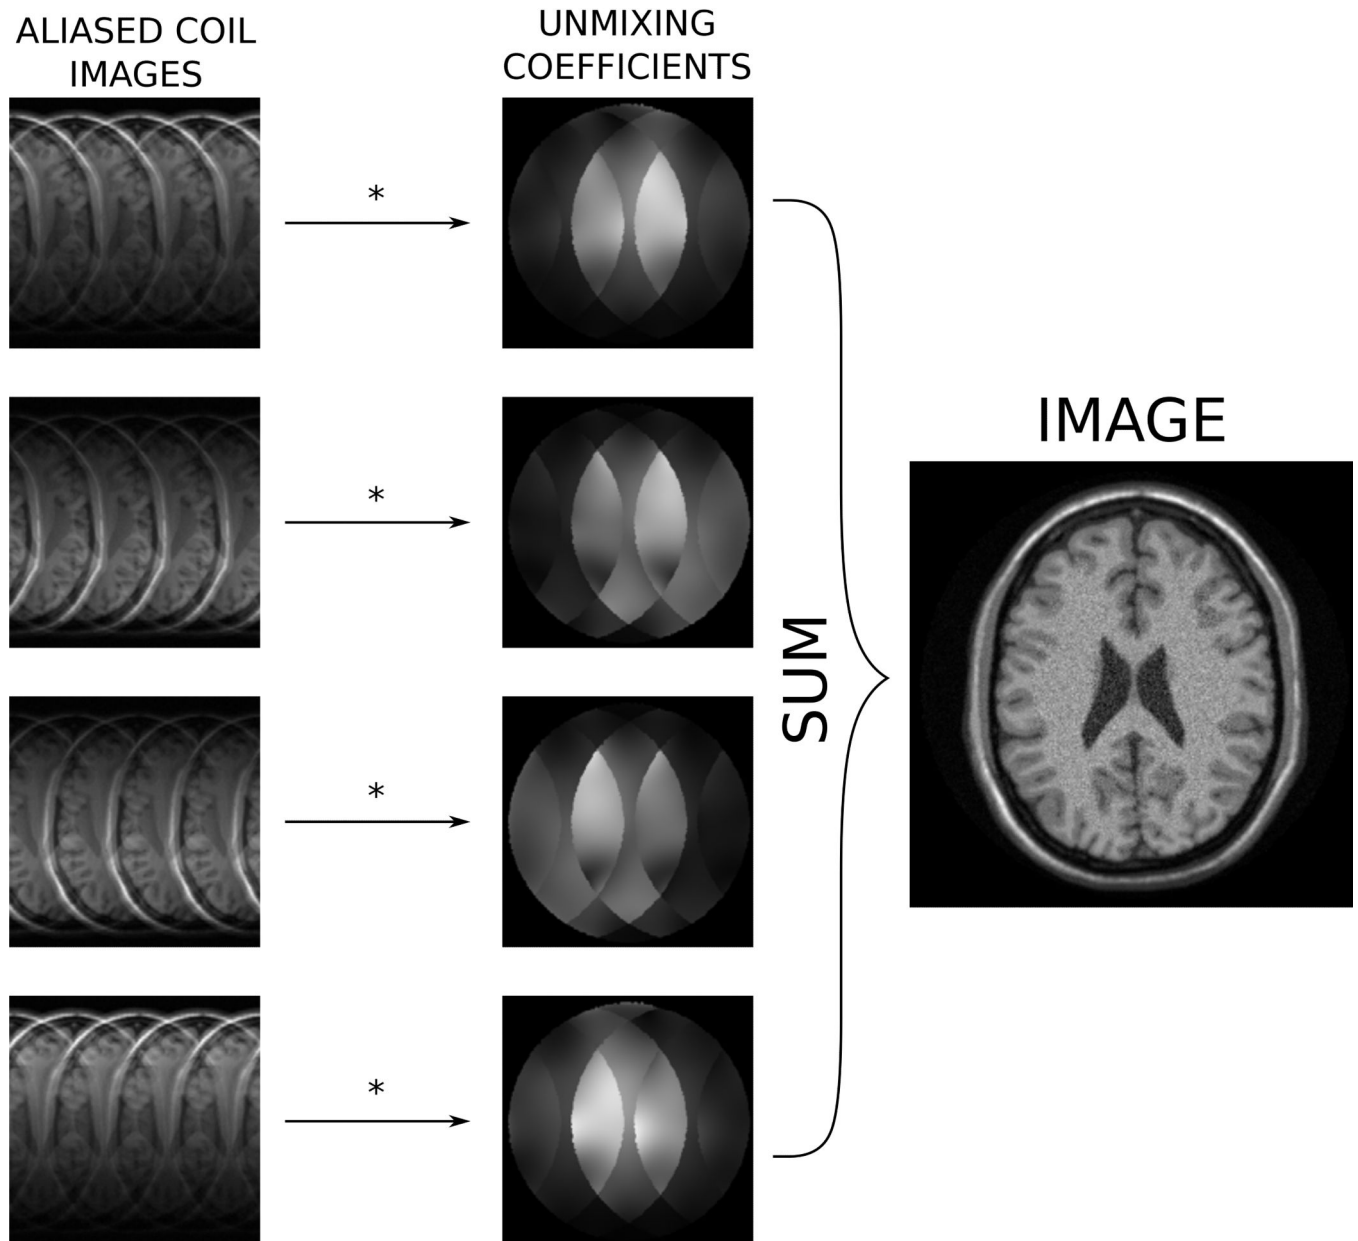 ALIASED COIL
IMAGES
UNMIXING
COEFFICIENTS
*
*
*
*
SUM
IMAGE